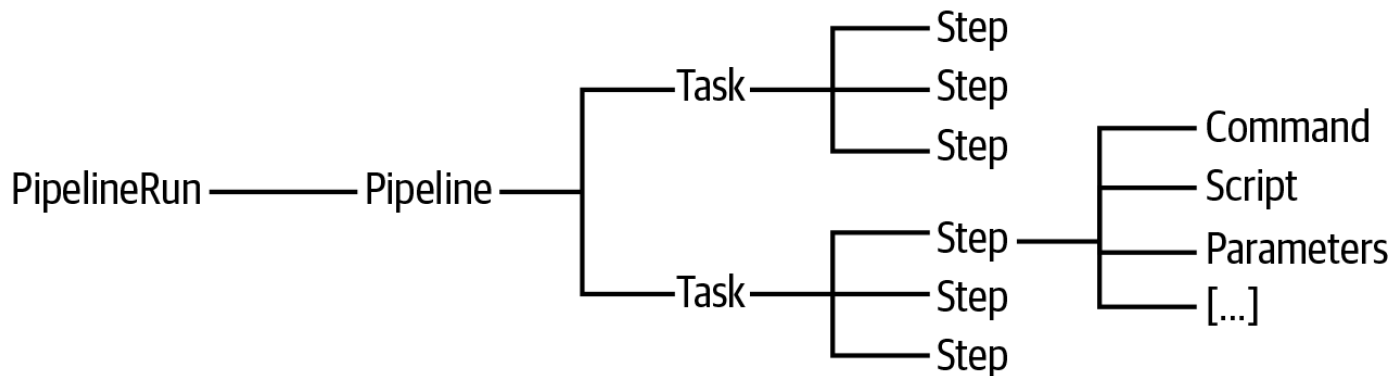 PipelineRun
Pipeline
Task
Step
Step
Step
Task
Step
Step
Step
Command
Script
Parameters
[...]